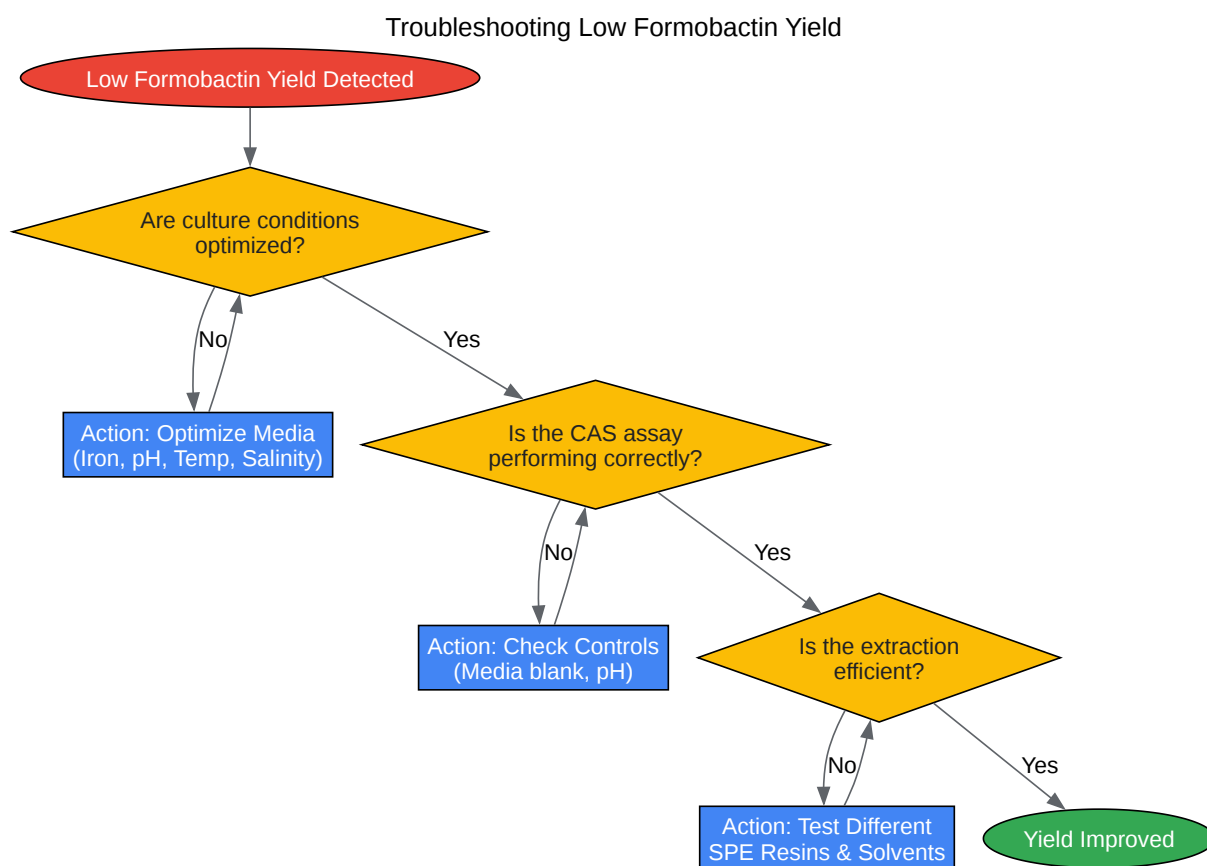 Troubleshooting Low Formobactin Yield
Low Formobactin Yield Detected
Are culture conditions
optimized?
No
Yes
Action: Optimize Media
(Iron, pH, Temp, Salinity)
Is the CAS assay
performing correctly?
No
Yes
Action: Check Controls
(Media blank, pH)
Is the extraction
efficient?
No
Yes
Action: Test Different
SPE Resins & Solvents
Yield Improved